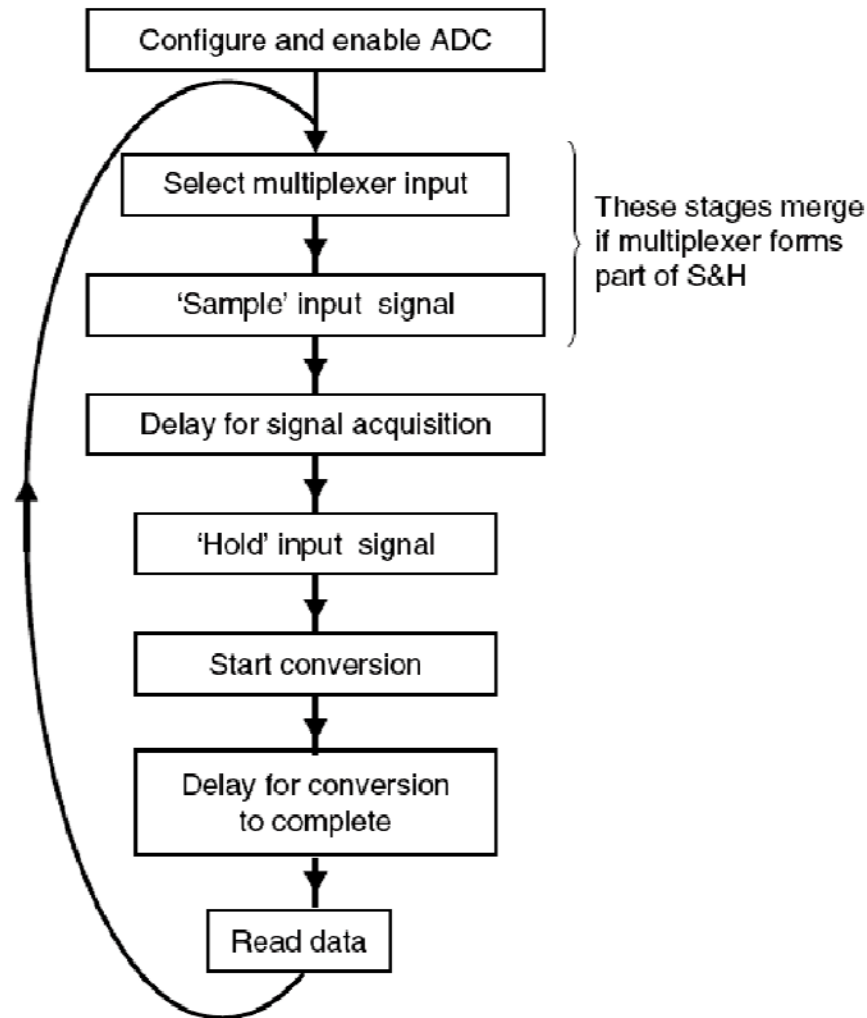 Configure and enable ADC
Select multiplexer input
These stages merge
if multiplexer forms
part of S&H
‘Sample’ input signal
Delay for signal acquisition
‘Hold’ input signal
Start conversion
Delay for conversion
to complete
Read data